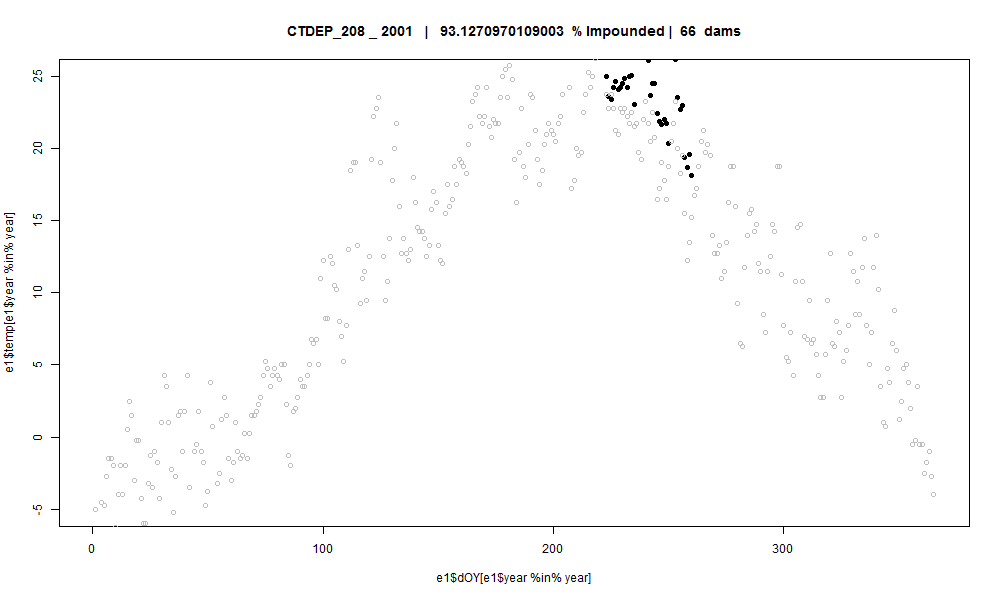 CTDEP_208 _ 2001 | 93.1270970109003 % Impounded | 66 dams
25
20
15
10
5
0
-5
e1$temp[e1$year %in% year]
0 100 200 300
e1$dOY[e1$year %in% year]